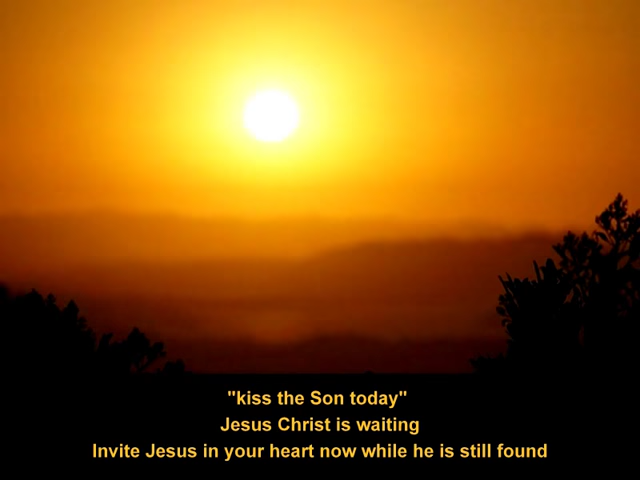 "kiss the Son today"
Jesus Christ is waiting
Invite Jesus in your heart now while he is still found